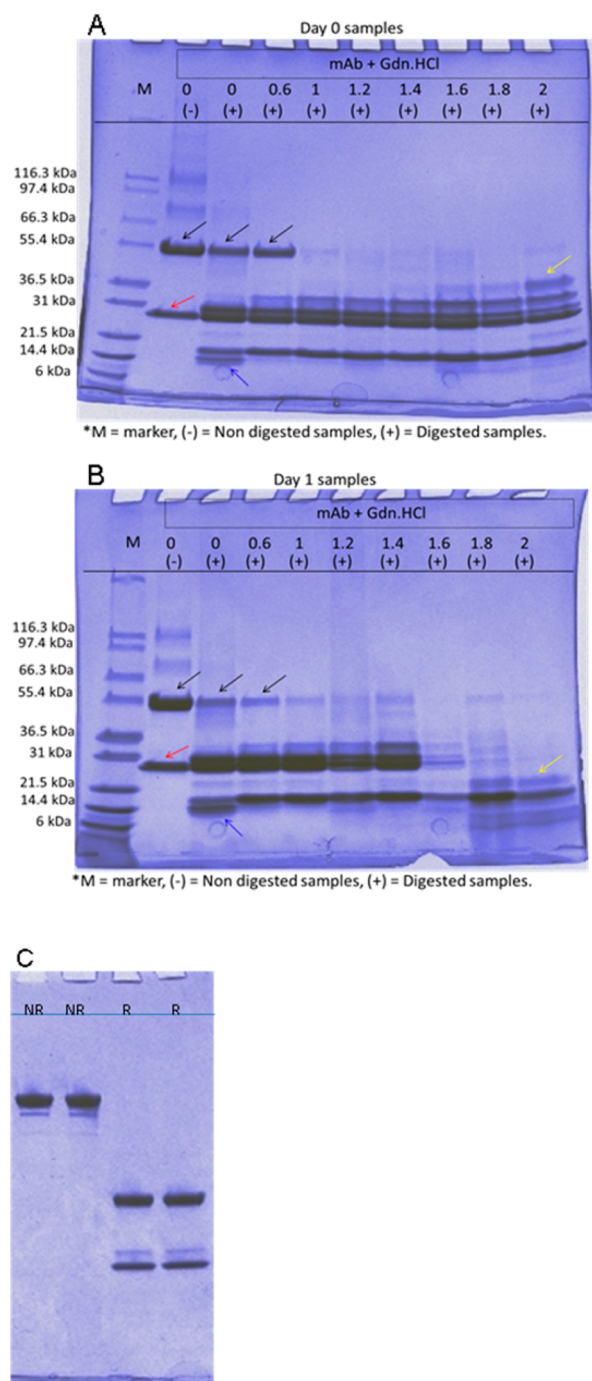 A
Day 0 samples
mAb + Gdn.HCl
M 0 0 0.6 1 1.2 1.4 1.6 1.8 2
(-) (+) (+) (+) (+) (+) (+) (+) (+)
116.3 kDa
97.4 kDa
66.3 kDa
55.4 kDa
36.5 kDa
31 kDa
21.5 kDa
14.4 kDa
6 kDa
*M = marker, (-) = Non digested samples, (+) = Digested samples.
B
Day 1 samples
mAb + Gdn.HCl
M 0 0 0.6 1 1.2 1.4 1.6 1.8 2
(-) (+) (+) (+) (+) (+) (+) (+) (+)
116.3 kDa
97.4 kDa
66.3 kDa
55.4 kDa
36.5 kDa
31 kDa
21.5 kDa
14.4 kDa
6 kDa
*M = marker, (-) = Non digested samples, (+) = Digested samples.
C
NR NR R R